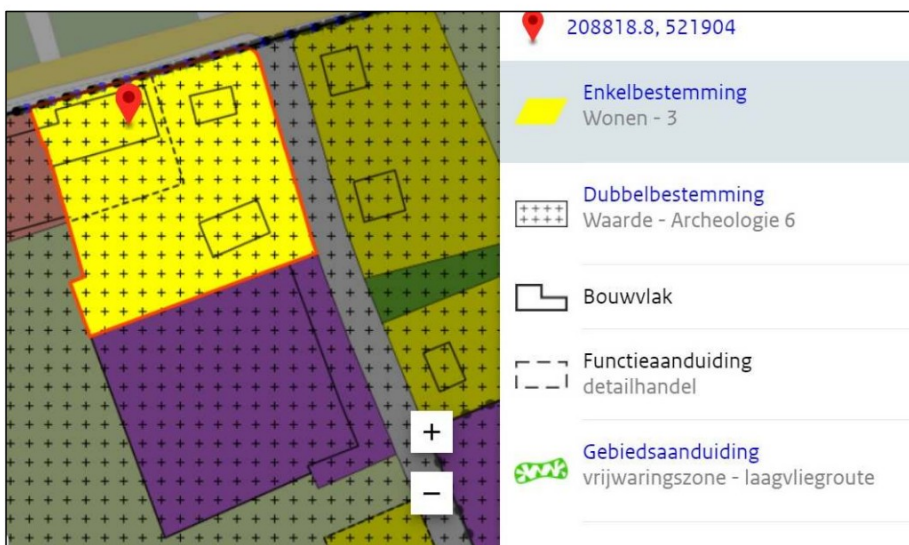 208818.8, 521904
Enkelbestemming
Wonen - 3
Dubbelbestemming
Waarde - Archeologie 6
Bouwvlak
Functieaanduiding
detailhandel
Gebiedsaanduiding
vrijwaringszone - laagvliegroute
+
−